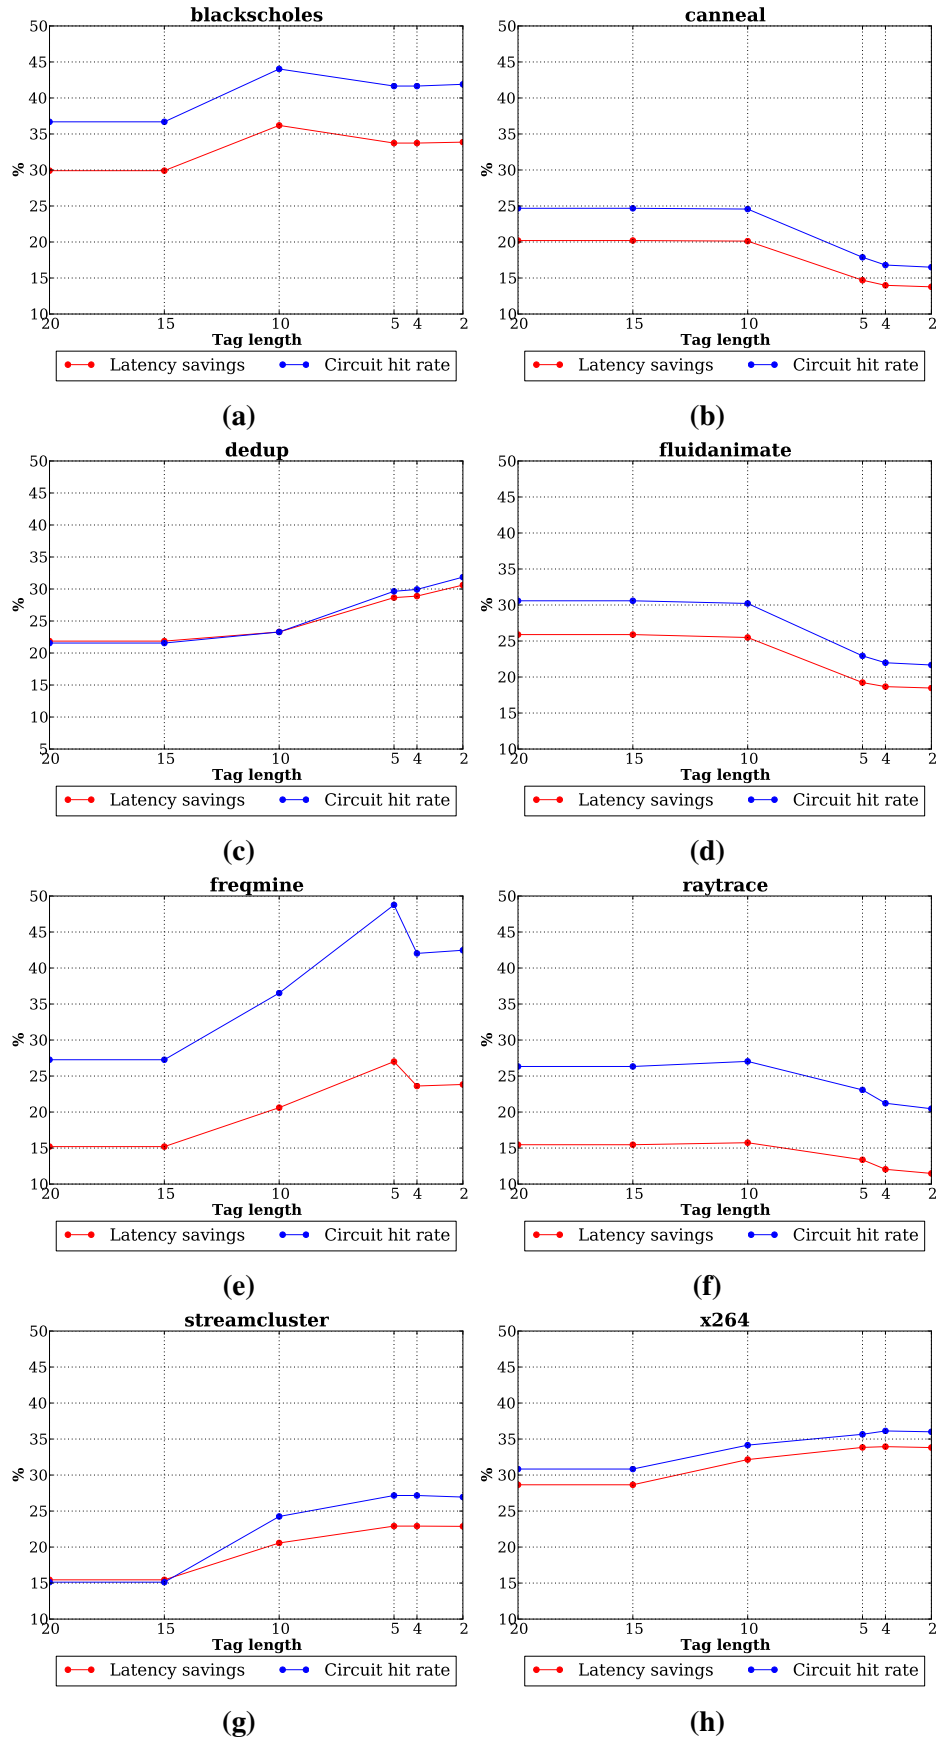 blackscholes
50
45
40
35
30
25
20
15
10
%
20 15 10 5 4 2
Tag length
Latency savings Circuit hit rate
(a)
canneal
50
45
40
35
30
25
20
15
10
%
20 15 10 5 4 2
Tag length
Latency savings Circuit hit rate
(b)
dedup
50
45
40
35
30
25
20
15
10
5
%
20 15 10 5 4 2
Tag length
Latency savings Circuit hit rate
(c)
fluidanimate
50
45
40
35
30
25
20
15
10
%
20 15 10 5 4 2
Tag length
Latency savings Circuit hit rate
(d)
freqmine
50
45
40
35
30
25
20
15
10
%
20 15 10 5 4 2
Tag length
Latency savings Circuit hit rate
(e)
raytrace
50
45
40
35
30
25
20
15
10
%
20 15 10 5 4 2
Tag length
Latency savings Circuit hit rate
(f)
streamcluster
50
45
40
35
30
25
20
15
10
%
20 15 10 5 4 2
Tag length
Latency savings Circuit hit rate
(g)
x264
50
45
40
35
30
25
20
15
10
%
20 15 10 5 4 2
Tag length
Latency savings Circuit hit rate
(h)